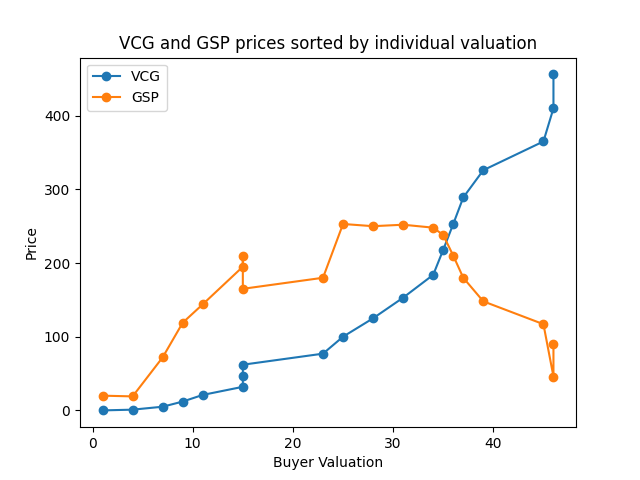 VCG and GSP prices sorted by individual valuation
VCG
GSP
400
300
200
100
0
Price
0 10 20 30 40
Buyer Valuation